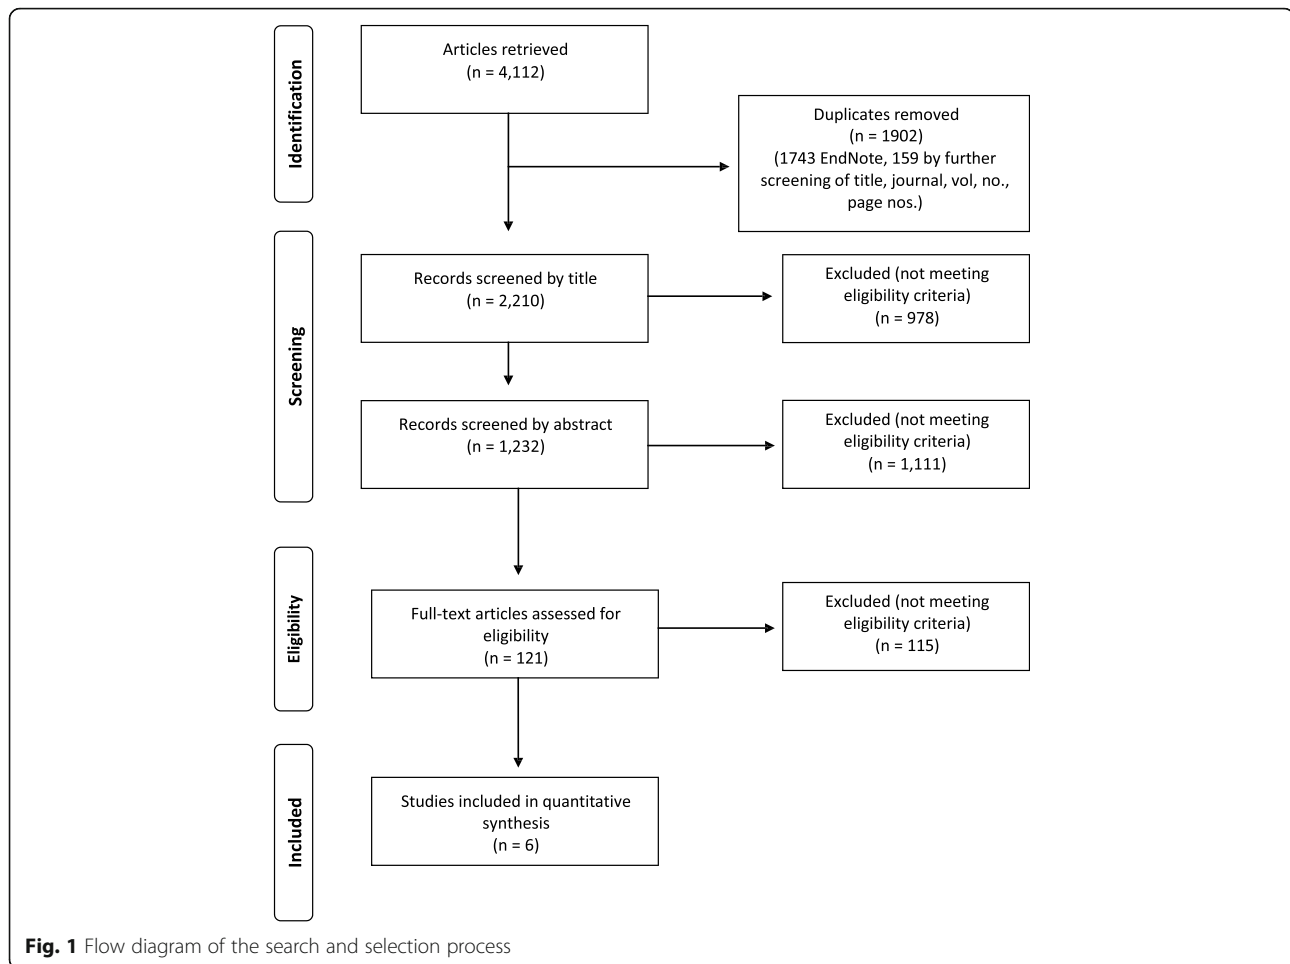 Identification
Articles retrieved
(n = 4,112)
Duplicates removed
(n = 1902)
(1743 EndNote, 159 by further
screening of title, journal, vol, no.,
page nos.)
Screening
Records screened by title
(n = 2,210)
Excluded (not meeting
eligibility criteria)
(n = 978)
Records screened by abstract
(n = 1,232)
Excluded (not meeting
eligibility criteria)
(n = 1,111)
Eligibility
Full-text articles assessed for
eligibility
(n = 121)
Excluded (not meeting
eligibility criteria)
(n = 115)
Included
Studies included in quantitative
synthesis
(n = 6)
Fig. 1 Flow diagram of the search and selection process